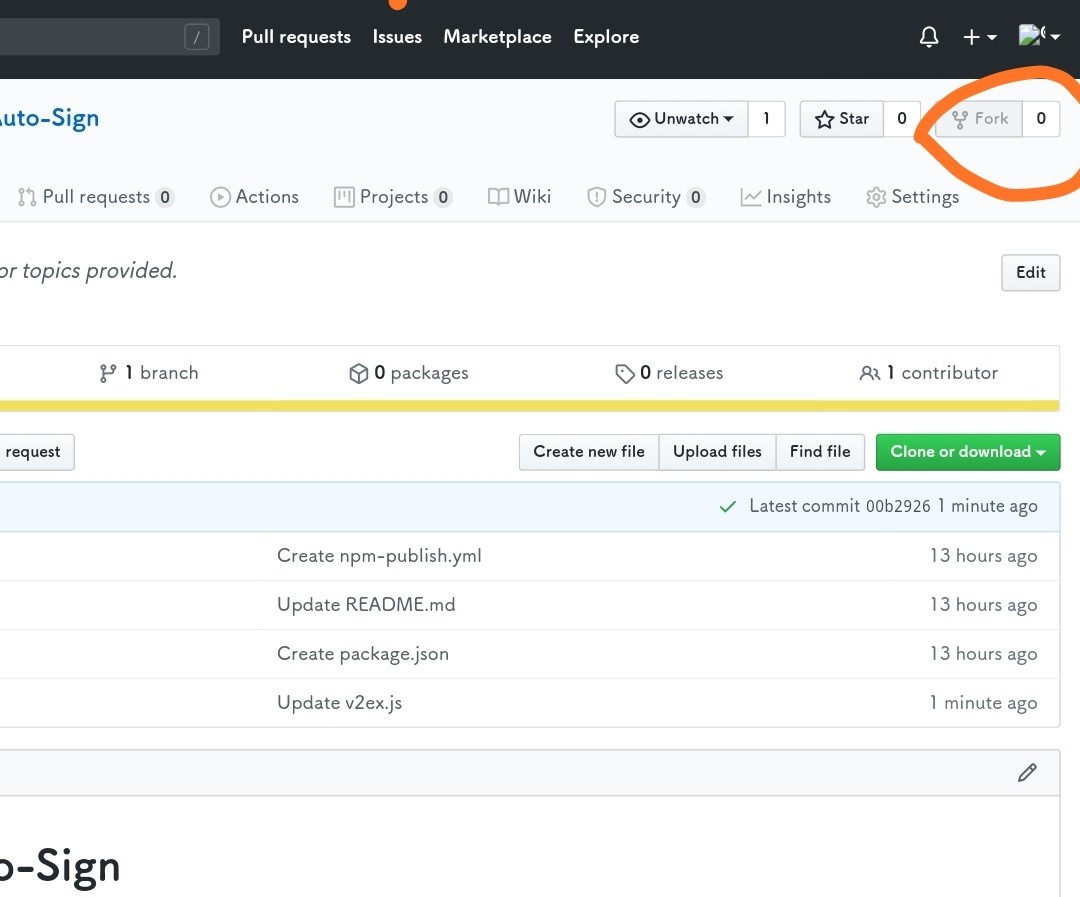 / Pull requests Issues Marketplace Explore
Auto-Sign Unwatch 1 Star 0 Fork 0
Pull requests 0 Actions Projects 0 Wiki Security 0 Insights Settings
or topics provided. Edit
1 branch 0 packages 0 releases 1 contributor
request Create new file Upload files Find file Clone or download
Latest commit 00b2926 1 minute ago
Create npm-publish.yml 13 hours ago
Update README.md 13 hours ago
Create package.json 13 hours ago
Update v2ex.js 1 minute ago
o-Sign